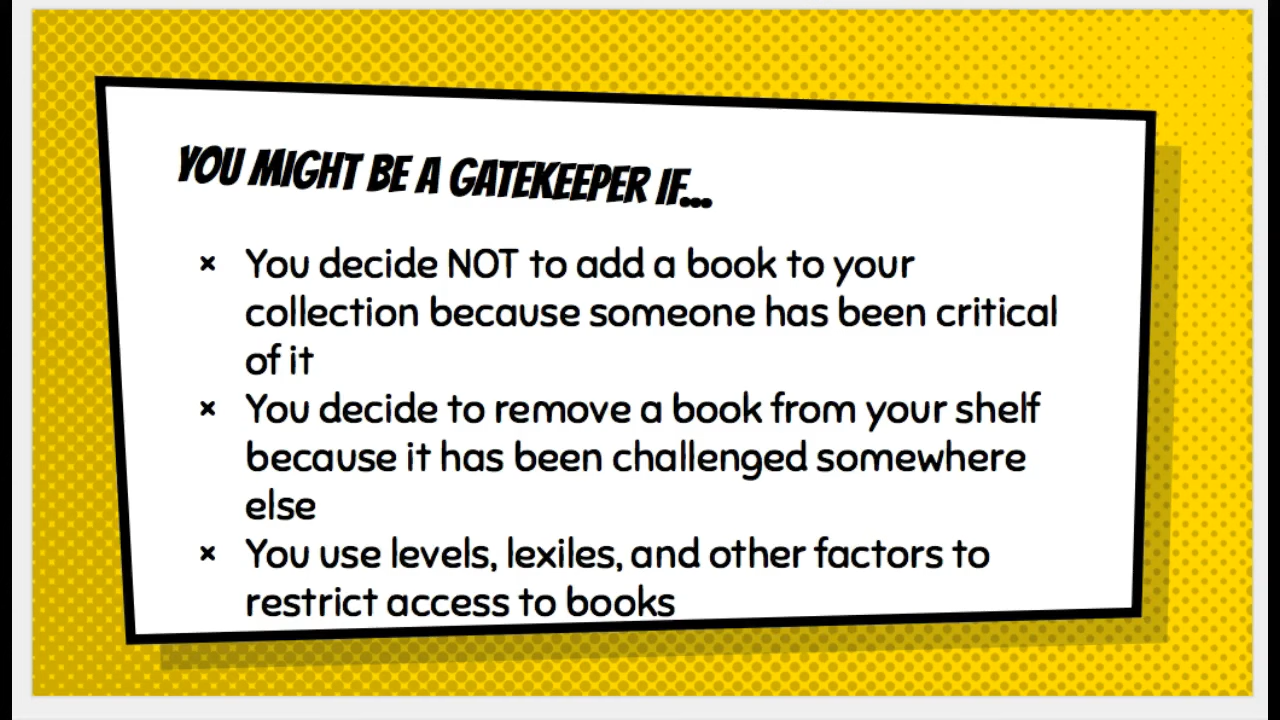 YOU MIGHT BE A GATEKEEPER IF...
× You decide NOT to add a book to your
collection because someone has been critical
of it
× You decide to remove a book from your shelf
because it has been challenged somewhere
else
× You use levels, lexiles, and other factors to
restrict access to books